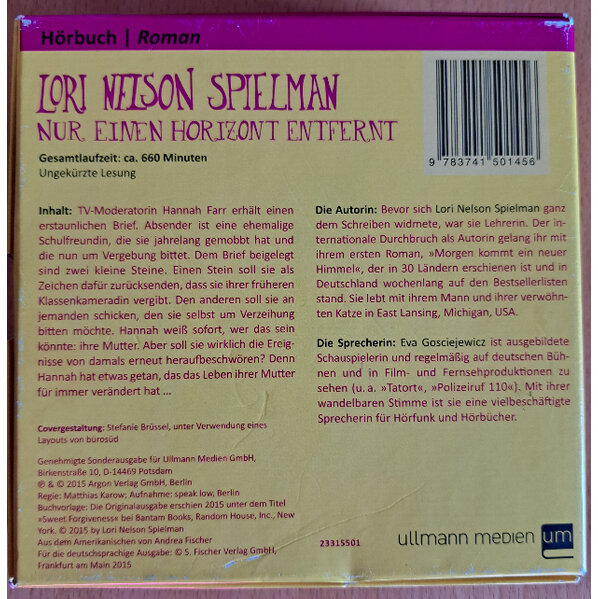 Hörbuch | Roman
LORI NELSON SPIELMAN
NUR EINEN HORIZONT ENTFERNT
Gesamtlaufzeit: ca. 660 Minuten
Ungekürzte Lesung
9 783741 501456
Inhalt: TV-Moderatorin Hannah Farr erhält einen
erstaunlichen Brief. Absender ist eine ehemalige
Schulfreundin, die sie jahrelang gemobbt hat und
die nun um Vergebung bittet. Dem Brief beigelegt
sind zwei kleine Steine. Einen Stein soll sie als
Zeichen dafür zurücksenden, dass sie ihrer früheren
Klassenkameradin vergibt. Den anderen soll sie an
jemanden schicken, den sie selbst um Verzeihung
bitten möchte. Hannah weiß sofort, wer das sein
könnte: ihre Mutter. Aber soll sie wirklich die Ereig-
nisse von damals erneut heraufbeschwören? Denn
Hannah hat etwas getan, das das Leben ihrer Mutter
für immer verändert hat ...
Covergestaltung: Stefanie Brüssel, unter Verwendung eines
Layouts von bürosüd
Genehmigte Sonderausgabe für Ullmann Medien GmbH,
Birkenstraße 10, D-14469 Potsdam
℗ & © 2015 Argon Verlag GmbH, Berlin
Regie: Matthias Karow; Aufnahme: speak low, Berlin
Buchvorlage: Die Originalausgabe erschien 2015 unter dem Titel
»Sweet Forgiveness« bei Bantam Books, Random House, Inc., New
York. © 2015 by Lori Nelson Spielman
Aus dem Amerikanischen von Andrea Fischer
Für die deutschsprachige Ausgabe: © S. Fischer Verlag GmbH,
Frankfurt am Main 2015
Die Autorin: Bevor sich Lori Nelson Spielman ganz
dem Schreiben widmete, war sie Lehrerin. Der in-
ternationale Durchbruch als Autorin gelang ihr mit
ihrem ersten Roman, »Morgen kommt ein neuer
Himmel«, der in 30 Ländern erschienen ist und in
Deutschland wochenlang auf den Bestsellerlisten
stand. Sie lebt mit ihrem Mann und ihrer verwöhn-
ten Katze in East Lansing, Michigan, USA.
Die Sprecherin: Eva Gosciejewicz ist ausgebildete
Schauspielerin und regelmäßig auf deutschen Büh-
nen und in Film- und Fernsehproduktionen zu
sehen (u. a. »Tatort«, »Polizeiruf 110«). Mit ihrer
wandelbaren Stimme ist sie eine vielbeschäftigte
Sprecherin für Hörfunk und Hörbücher.
23315501
ullmann medien um